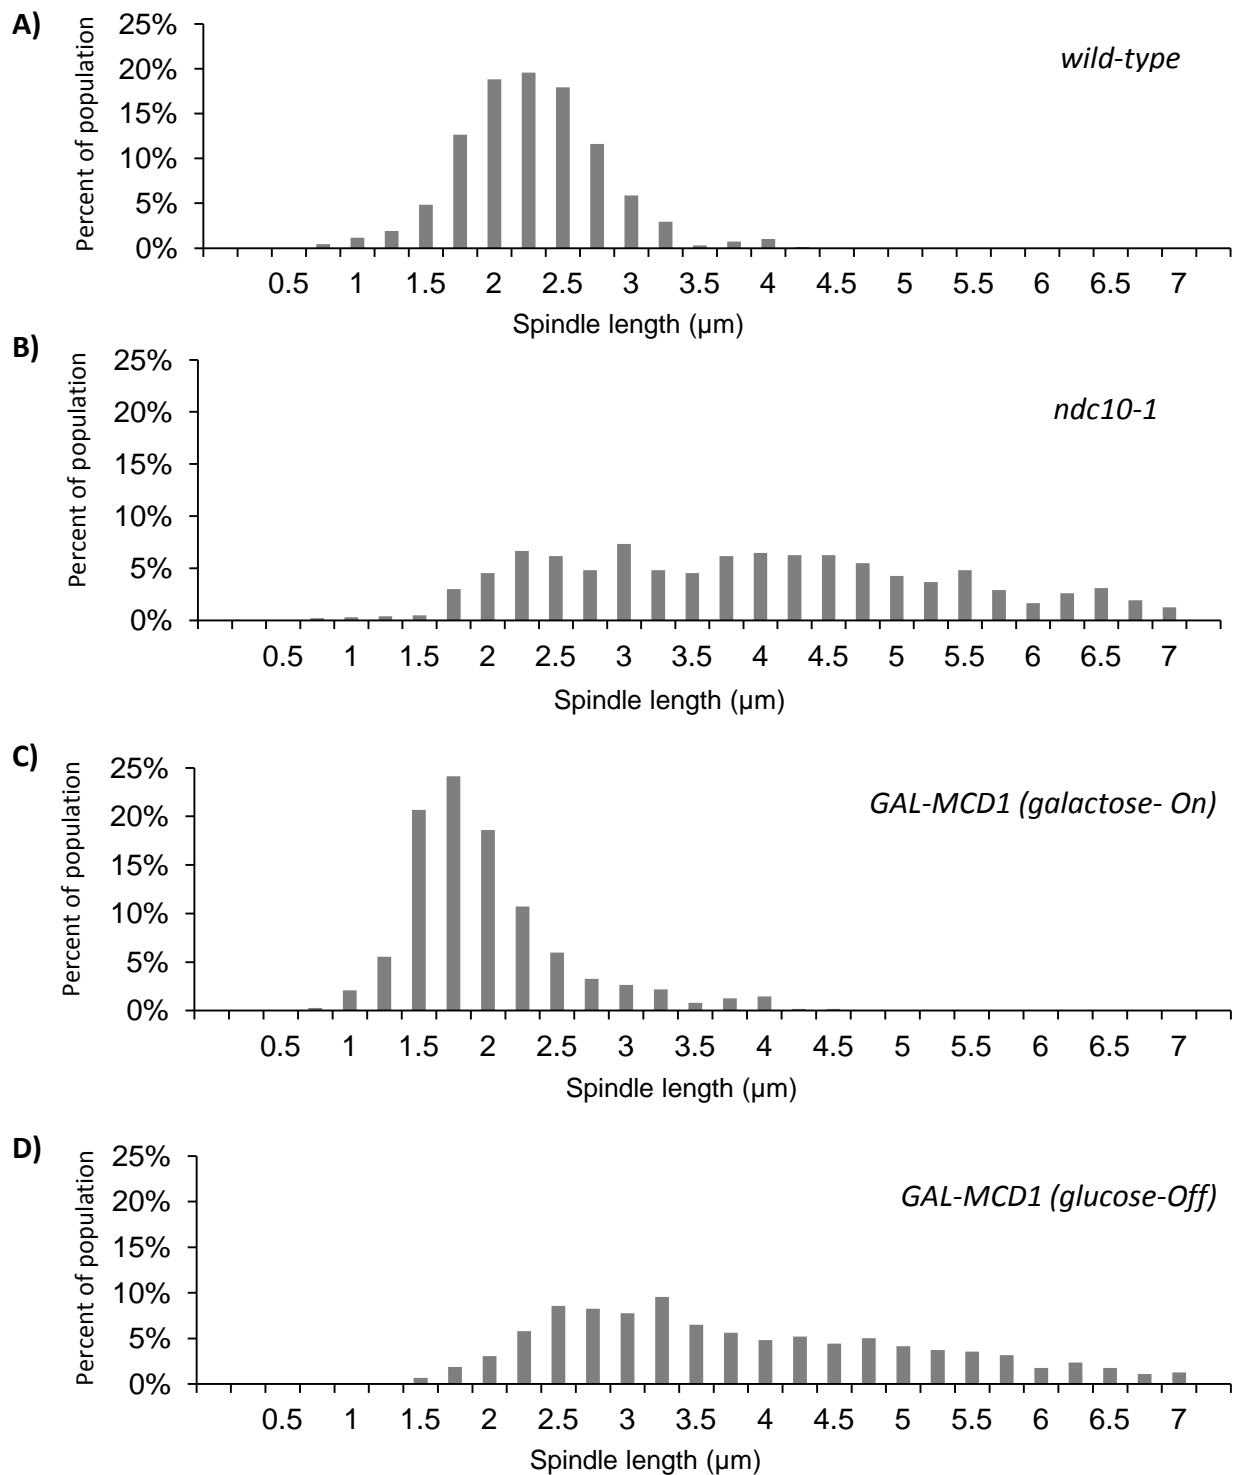 A)
Percent of population
25%
20%
15%
10%
5%
0%
wild-type
0.5 1 1.5 2 2.5 3 3.5 4 4.5 5 5.5 6 6.5 7
Spindle length (µm)
B)
Percent of population
25%
20%
15%
10%
5%
0%
ndc10-1
0.5 1 1.5 2 2.5 3 3.5 4 4.5 5 5.5 6 6.5 7
Spindle length (µm)
C)
Percent of population
25%
20%
15%
10%
5%
0%
GAL-MCD1 (galactose- On)
0.5 1 1.5 2 2.5 3 3.5 4 4.5 5 5.5 6 6.5 7
Spindle length (µm)
D)
Percent of population
25%
20%
15%
10%
5%
0%
GAL-MCD1 (glucose-Off)
0.5 1 1.5 2 2.5 3 3.5 4 4.5 5 5.5 6 6.5 7
Spindle length (µm)